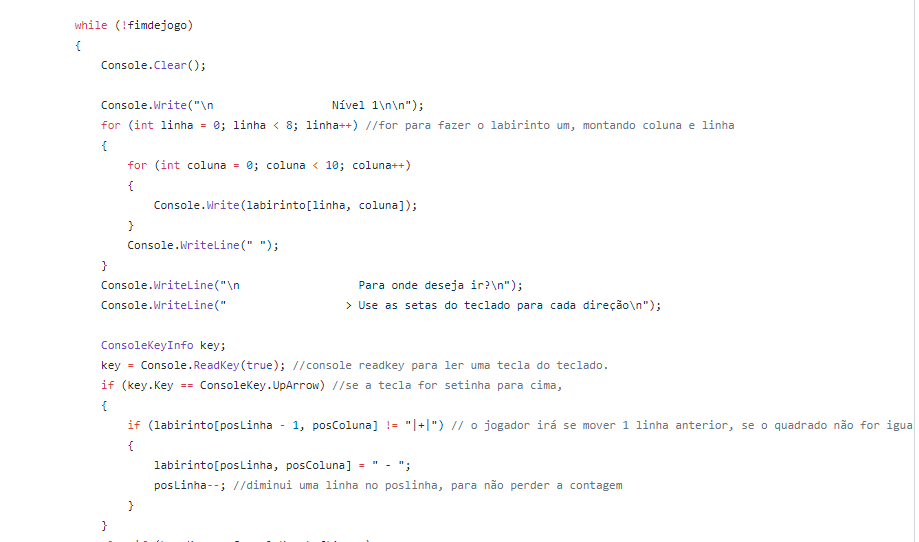 while (!fimdejogo)
{
Console.Clear();
Console.Write("\n                  Nível 1\n\n");
for (int linha = 0; linha < 8; linha++) //for para fazer o labirinto um, montando coluna e linha
{
for (int coluna = 0; coluna < 10; coluna++)
{
Console.Write(labirinto[linha, coluna]);
}
Console.WriteLine(" ");
}
Console.WriteLine("\n                  Para onde deseja ir?\n");
Console.WriteLine("                  > Use as setas do teclado para cada direção\n");
ConsoleKeyInfo key;
key = Console.ReadKey(true); //console readkey para ler uma tecla do teclado.
if (key.Key == ConsoleKey.UpArrow) //se a tecla for setinha para cima,
{
if (labirinto[posLinha - 1, posColuna] != "|+|") // o jogador irá se mover 1 linha anterior, se o quadrado não for igua
{
labirinto[posLinha, posColuna] = " - ";
posLinha--; //diminui uma linha no poslinha, para não perder a contagem
}
}